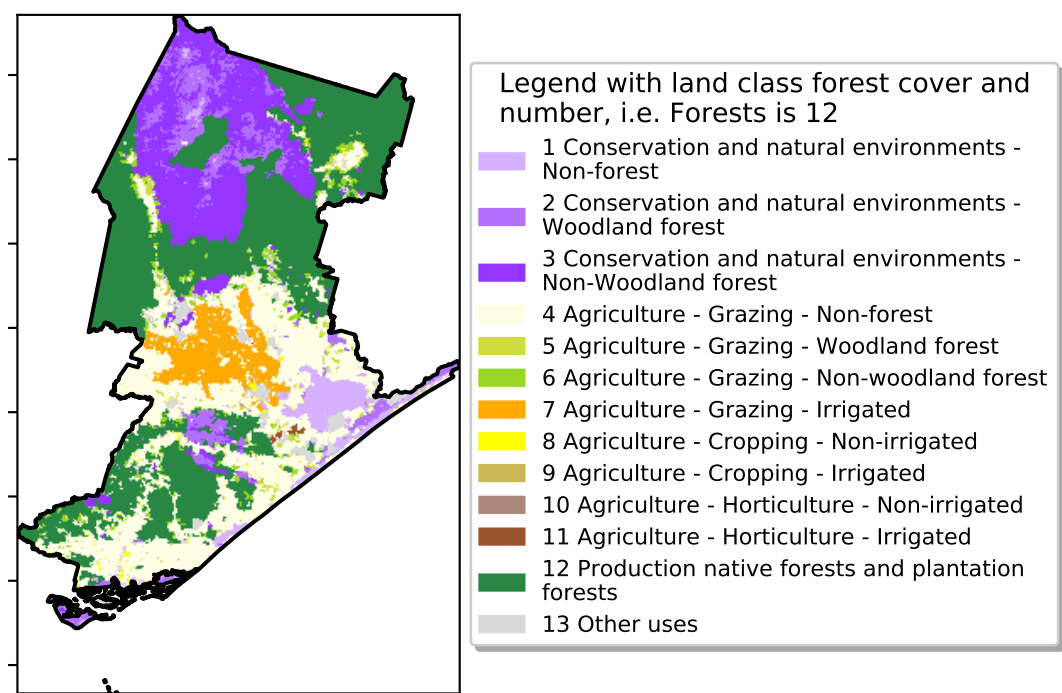 Legend with land class forest cover and
number, i.e. Forests is 12
1 Conservation and natural environments -
Non-forest
2 Conservation and natural environments -
Woodland forest
3 Conservation and natural environments -
Non-Woodland forest
4 Agriculture - Grazing - Non-forest
5 Agriculture - Grazing - Woodland forest
6 Agriculture - Grazing - Non-woodland forest
7 Agriculture - Grazing - Irrigated
8 Agriculture - Cropping - Non-irrigated
9 Agriculture - Cropping - Irrigated
10 Agriculture - Horticulture - Non-irrigated
11 Agriculture - Horticulture - Irrigated
12 Production native forests and plantation
forests
13 Other uses